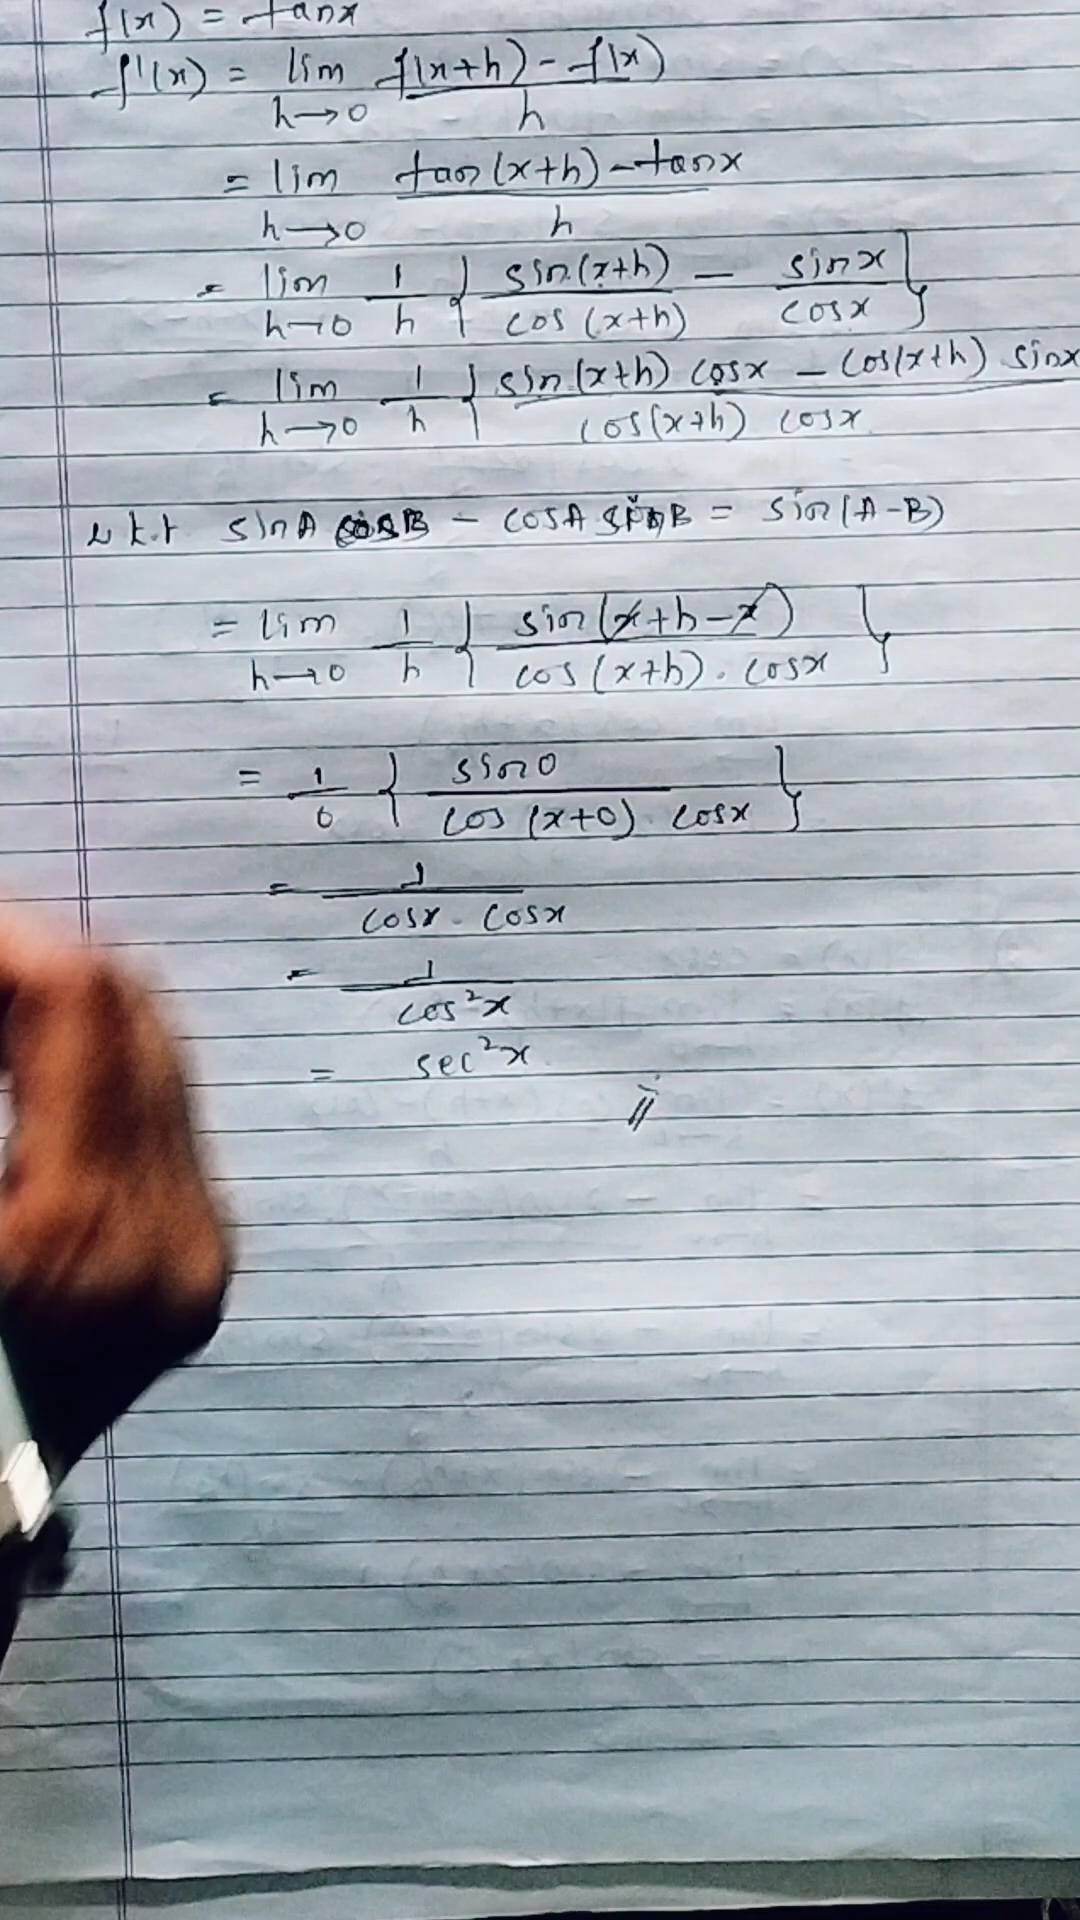 f(x) = tanx
f'(x) = lim h→0 f(x+h) - f(x) / h
= lim h→0 tan(x+h) - tanx / h
= lim h→0 1/h { sin(x+h) / cos(x+h) - sinx / cosx }
= lim h→0 1/h { sin(x+h) cosx - cos(x+h) sinx / cos(x+h) cosx
w k.t sinA cosB - cosA sinB = sin(A-B)
= lim h→0 1/h { sin(x+h-x) / cos(x+h) . cosx }
= 1/0 { sin0 / cos(x+0) cosx }
= 1 / cosx . cosx
= 1 / cos²x
= sec²x